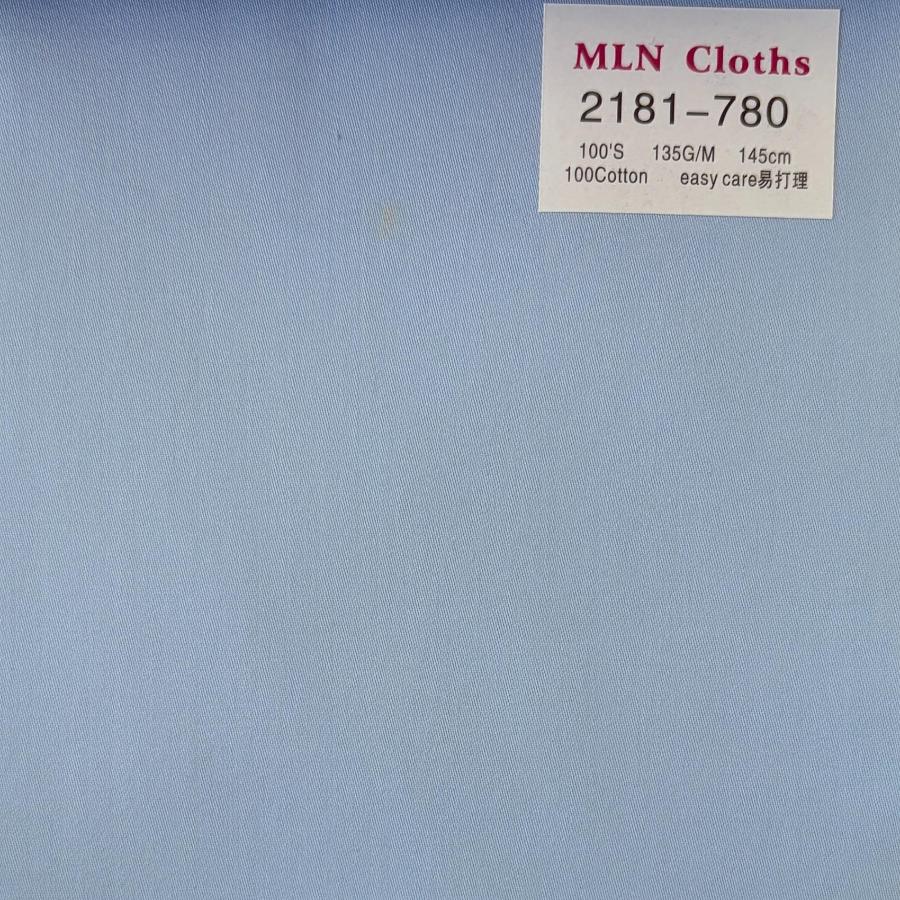 MLN Cloths
2181-780
100'S 135G/M 145cm
100Cotton easy care易打理